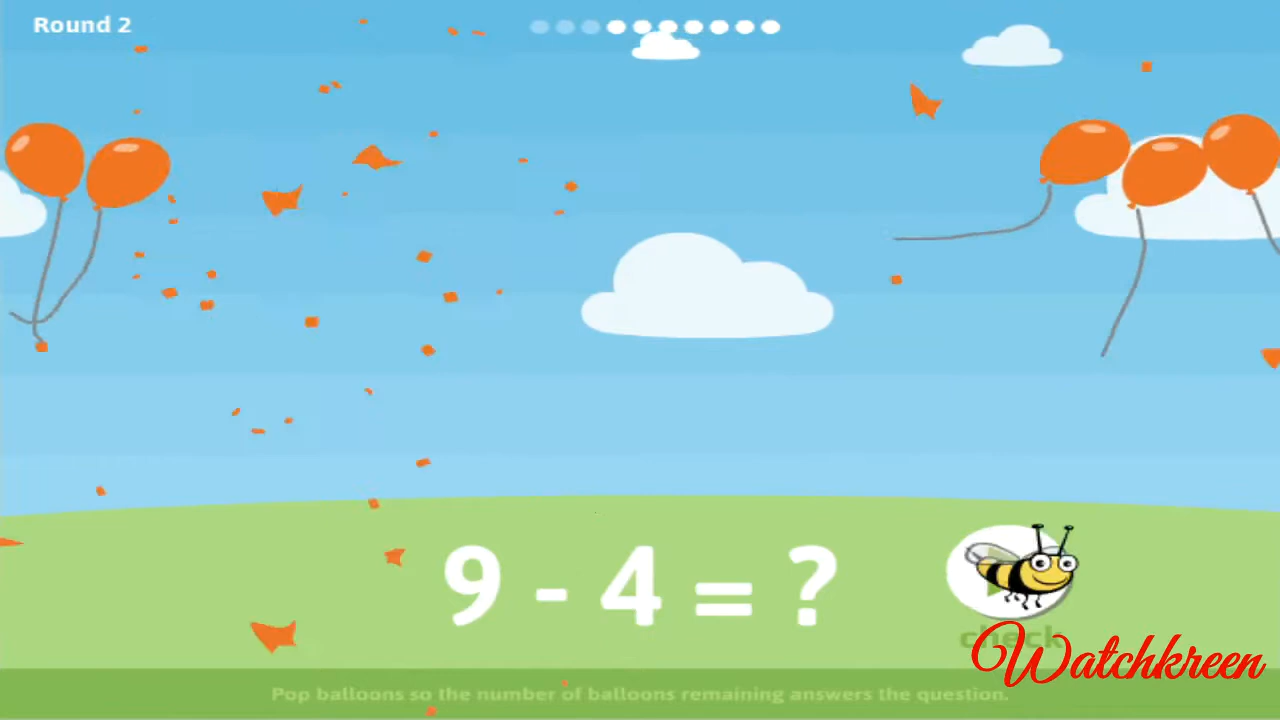 Round 2
9 - 4 = ?
check
Watchkreen
Pop balloons so the number of balloons remaining answers the question.